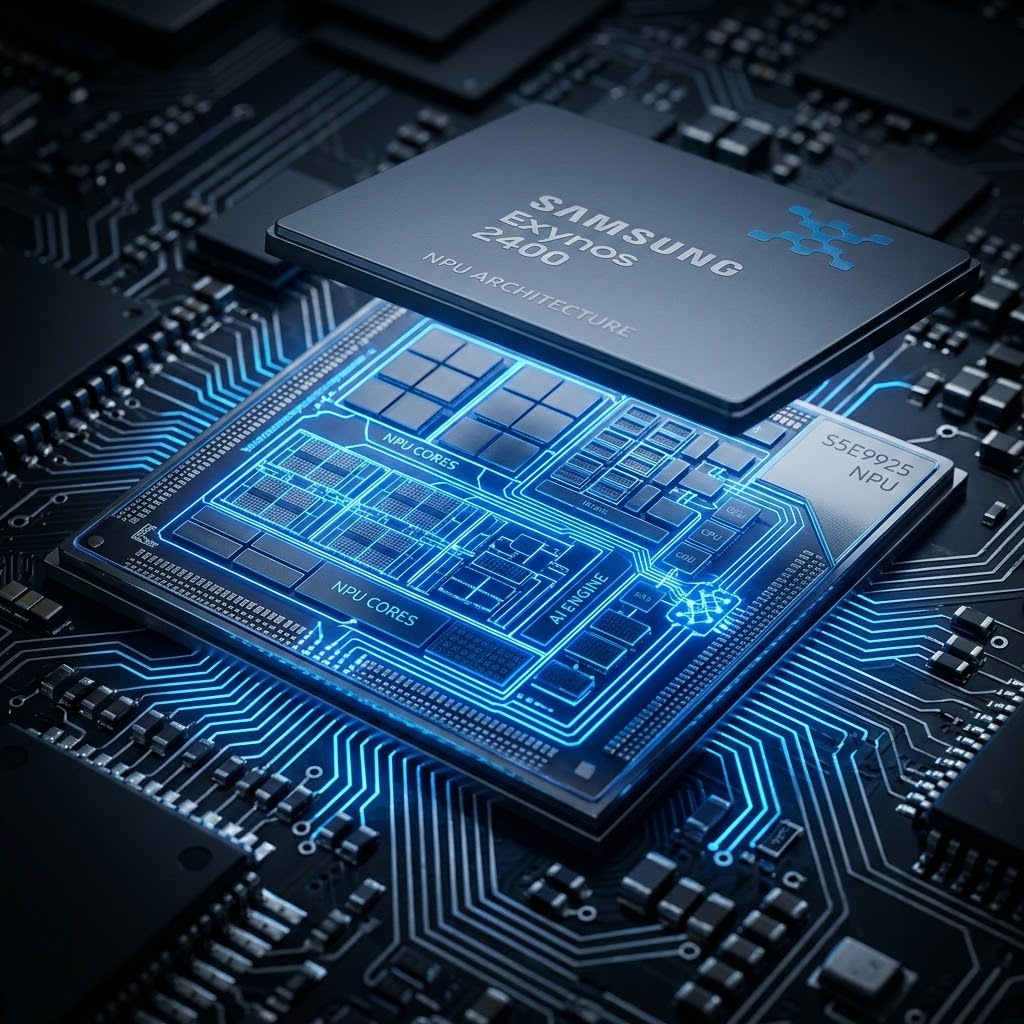 SAMSUNG
Exynos
2400
NPU ARCHITECTURE
S5E9925
NPU
NPU CORES
CPU
NPU CORES
AI ENGINE